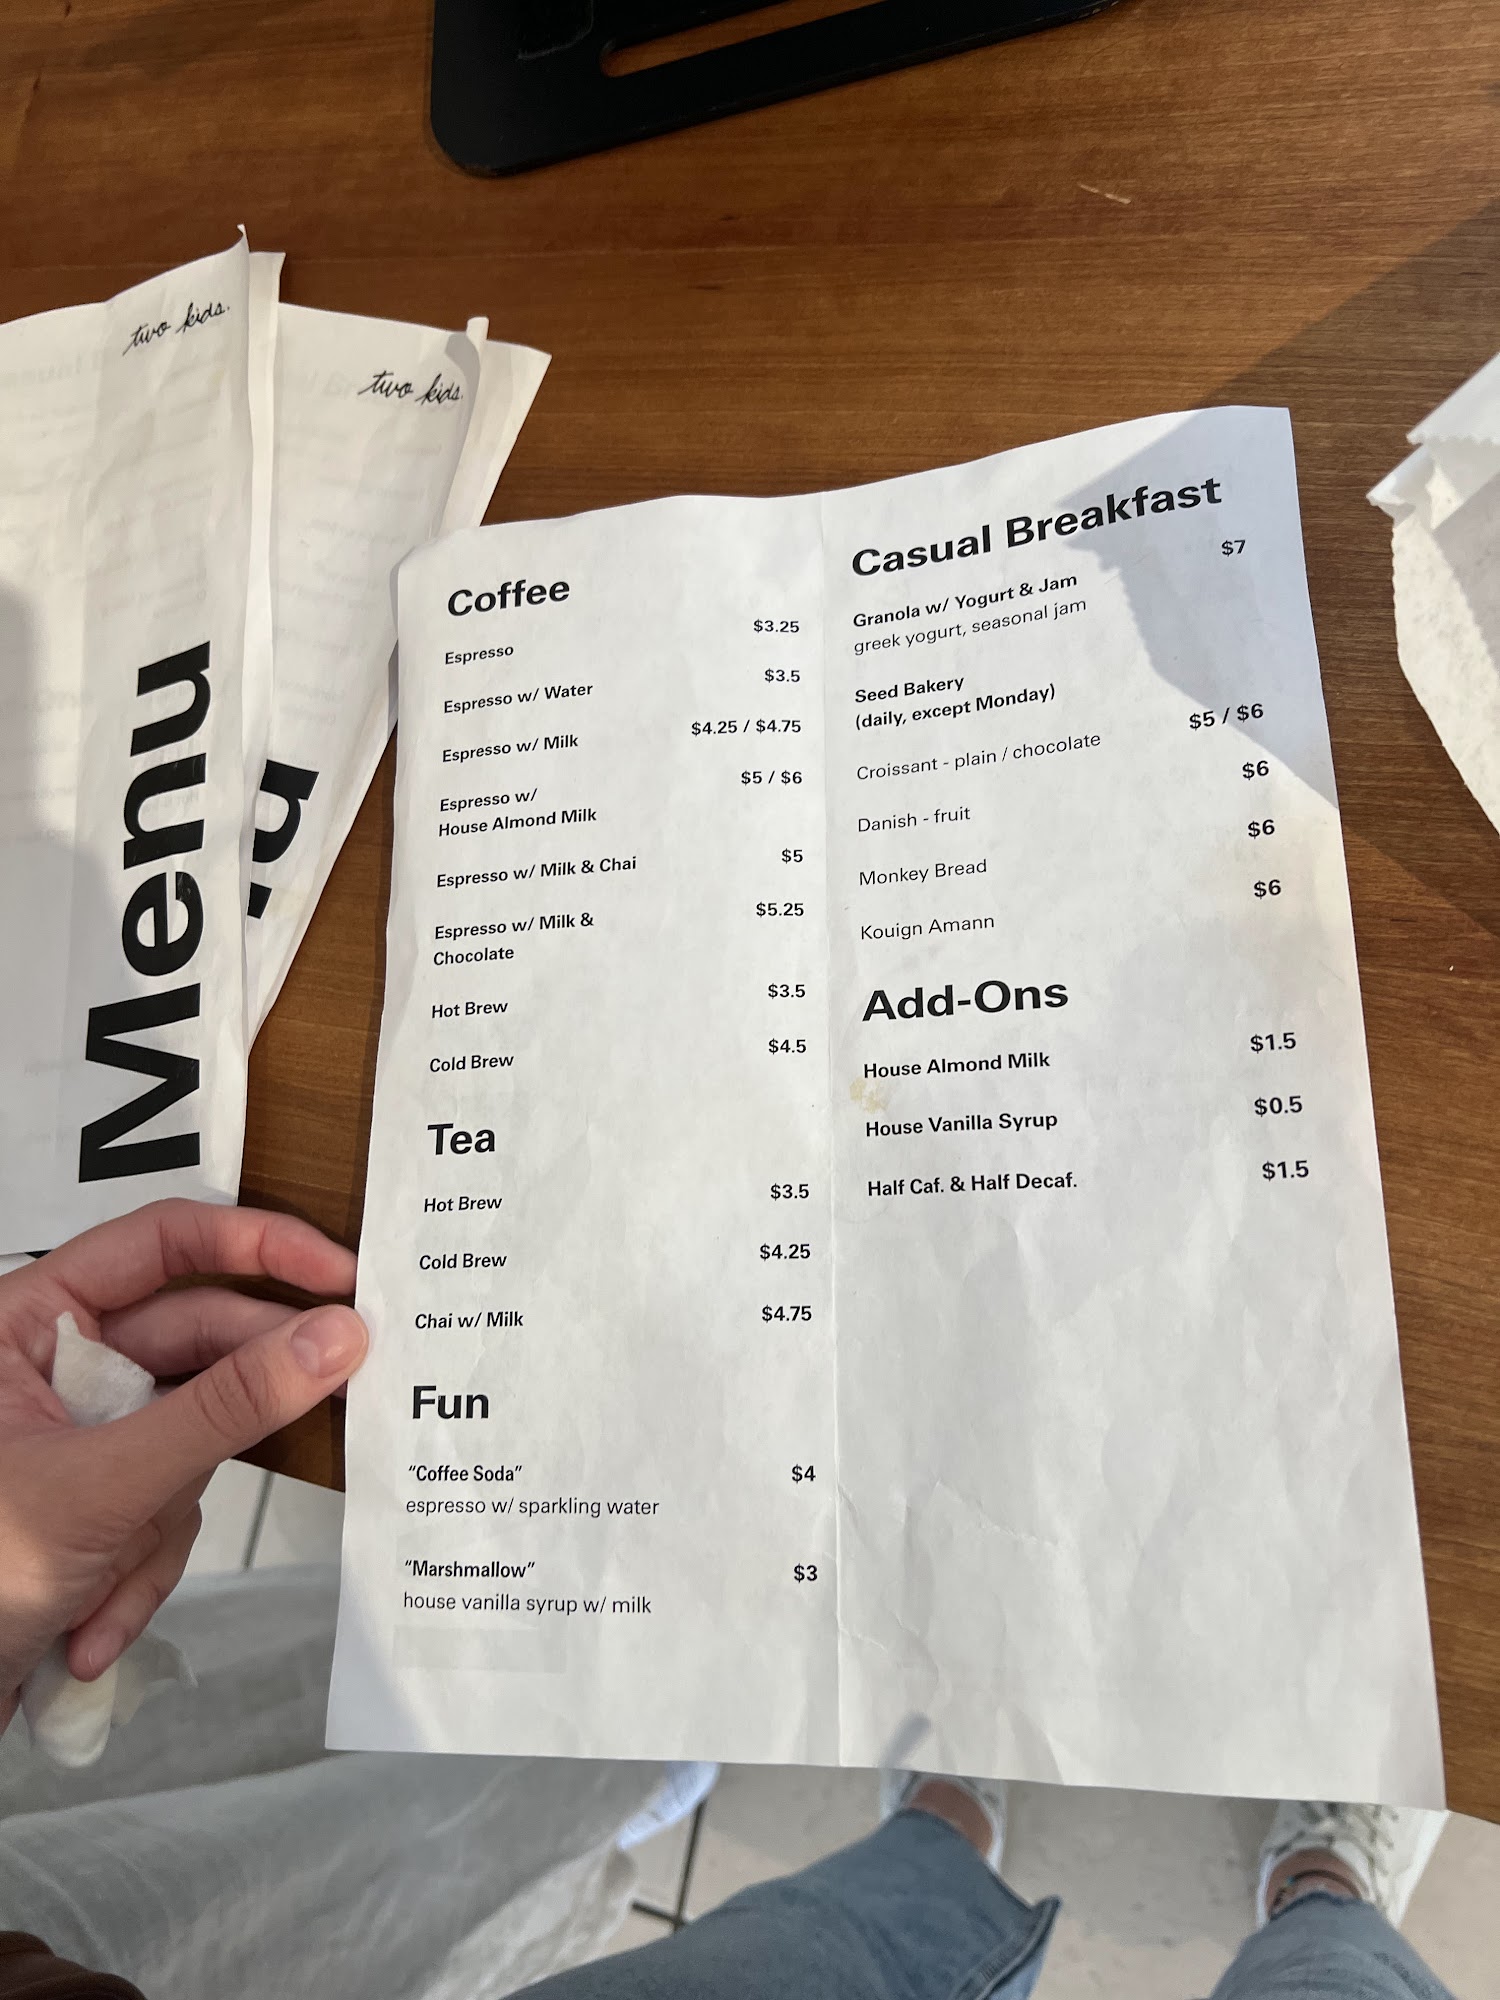 two kids.
Menu
two kids.
Coffee
Espresso $3.25
Espresso w/ Water $3.5
Espresso w/ Milk $4.25 / $4.75
Espresso w/ $5 / $6
House Almond Milk
Espresso w/ Milk & Chai $5
Espresso w/ Milk & $5.25
Chocolate
Hot Brew $3.5
Cold Brew $4.5
Tea
Hot Brew $3.5
Cold Brew $4.25
Chai w/ Milk $4.75
Fun
“Coffee Soda” $4
espresso w/ sparkling water
“Marshmallow” $3
house vanilla syrup w/ milk
Casual Breakfast
Granola w/ Yogurt & Jam $7
greek yogurt, seasonal jam
Seed Bakery
(daily, except Monday)
Croissant - plain / chocolate $5 / $6
Danish - fruit $6
Monkey Bread $6
Kouign Amann $6
Add-Ons
House Almond Milk $1.5
House Vanilla Syrup $0.5
Half Caf. & Half Decaf. $1.5